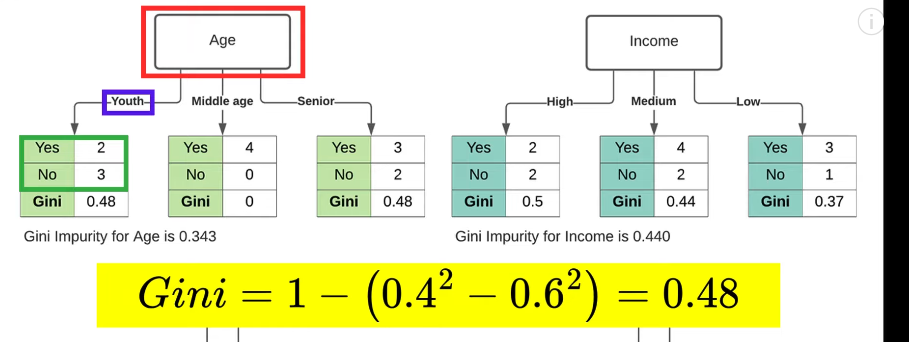 Age Income
Youth Middle age Senior High Medium Low
Yes 2 Yes 4 Yes 3 Yes 2 Yes 4 Yes 3
No 3 No 0 No 2 No 2 No 2 No 1
Gini 0.48 Gini 0 Gini 0.48 Gini 0.5 Gini 0.44 Gini 0.37
Gini Impurity for Age is 0.343 Gini Impurity for Income is 0.440
Gini = 1 − (0.4² − 0.6²) = 0.48
i